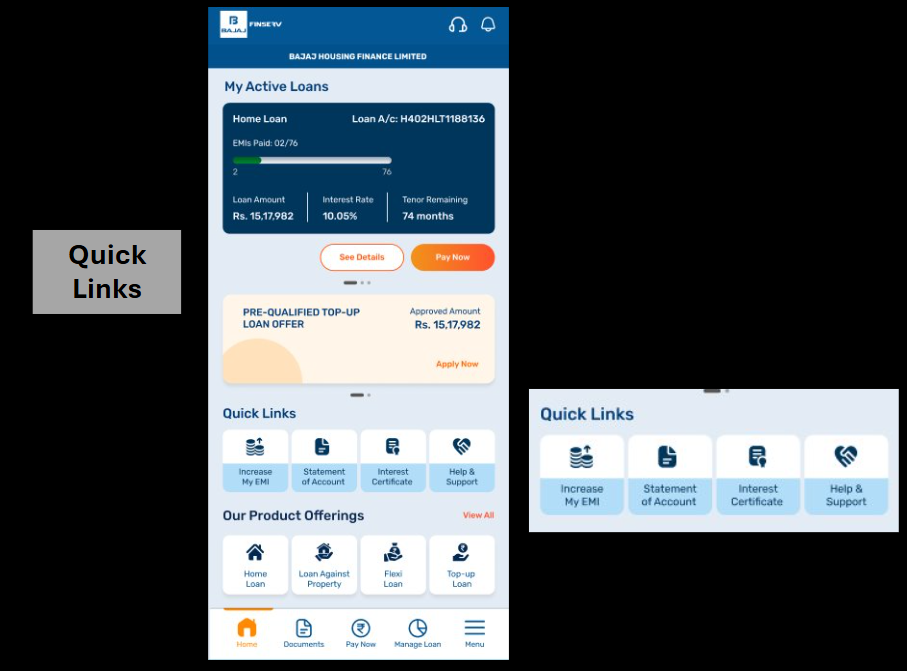 Quick
Links
BAJAJ
FINSERV
BAJAJ HOUSING FINANCE LIMITED
My Active Loans
Home Loan Loan A/c: H402HLT1188136
EMIs Paid: 02/76
2 76
Loan Amount Interest Rate Tenor Remaining
Rs. 15,17,982 10.05% 74 months
See Details Pay Now
PRE-QUALIFIED TOP-UP Approved Amount
LOAN OFFER Rs. 15,17,982
Apply Now
Quick Links
Increase Statement Interest Help &
My EMI of Account Certificate Support
Our Product Offerings View All
Home Loan Against Flexi Top-up
Loan Property Loan Loan
Home Documents Pay Now Manage Loan Menu
Quick Links
Increase Statement Interest Help &
My EMI of Account Certificate Support